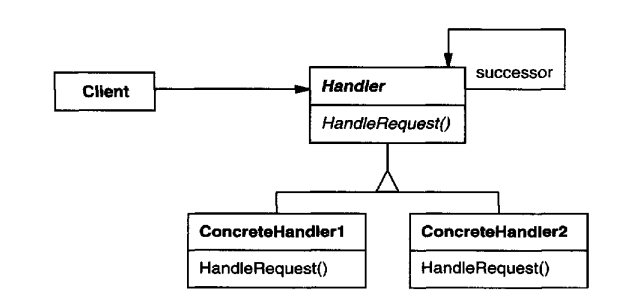 successor
Client
Handler
HandleRequest()
ConcreteHandler1
ConcreteHandler2
HandleRequest()
HandleRequest()